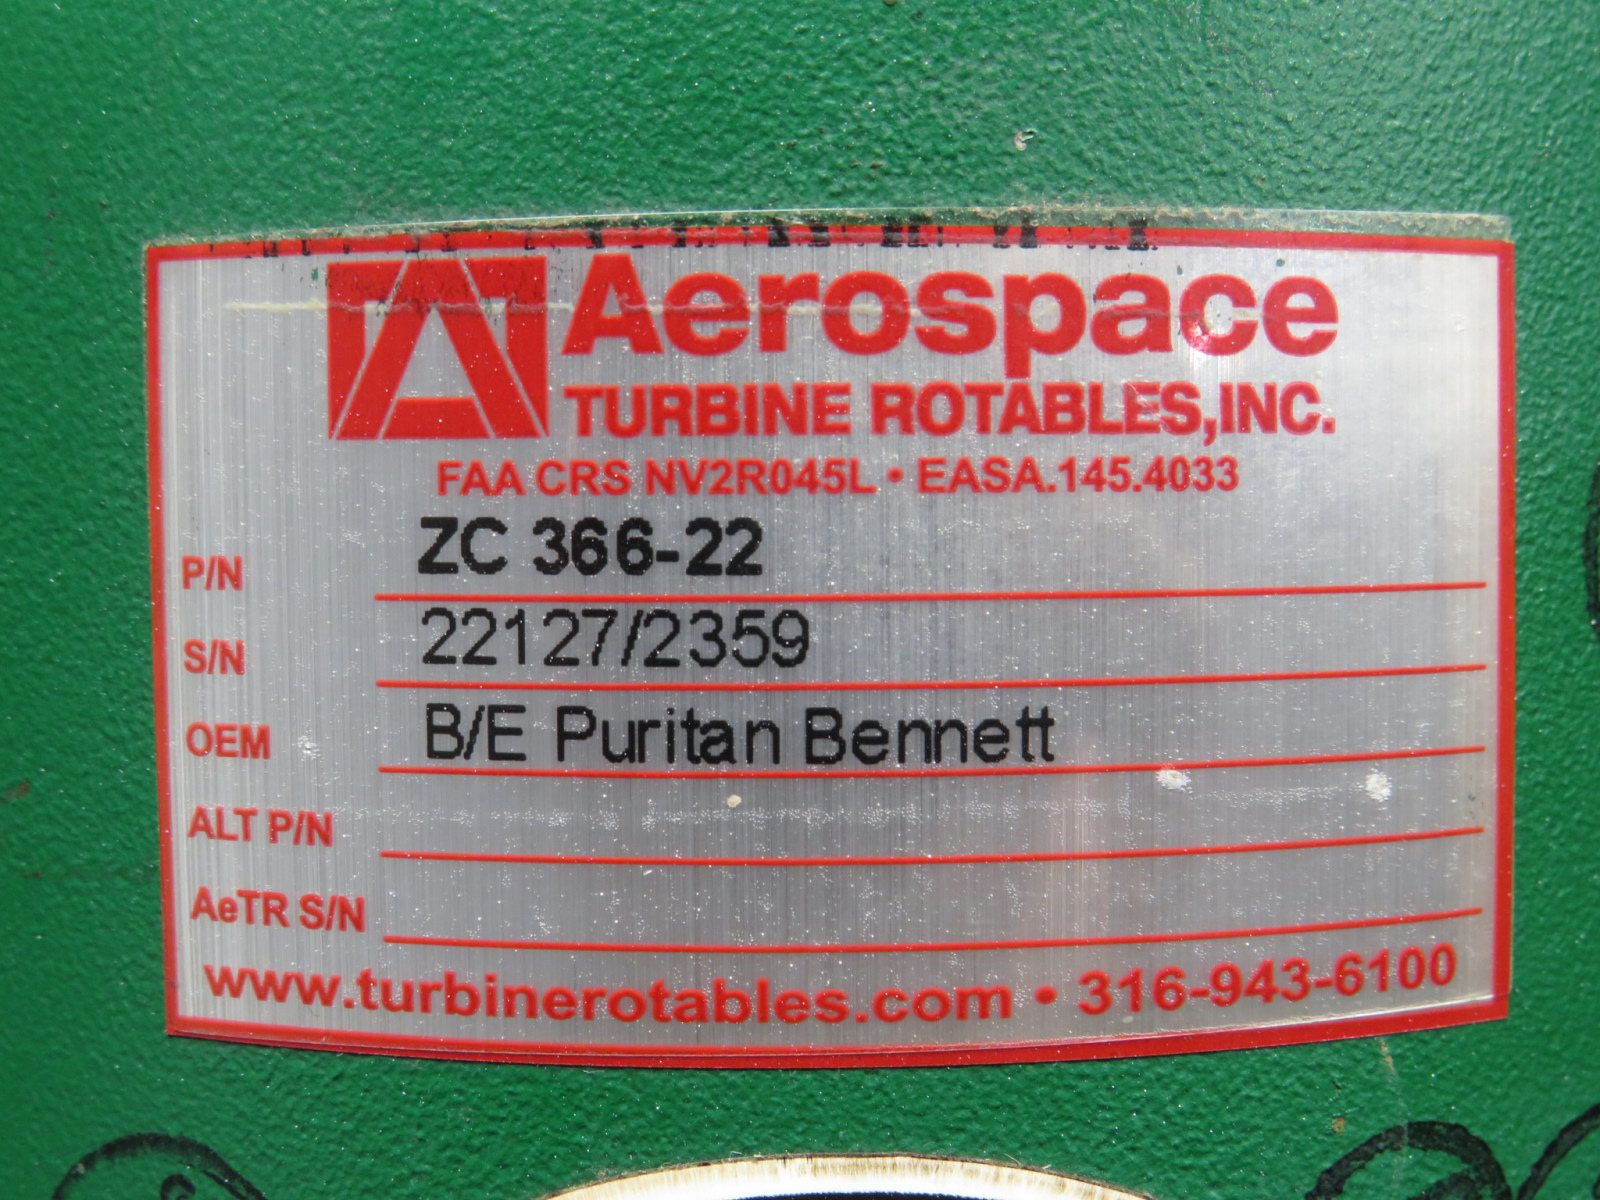 Aerospace
TURBINE ROTABLES, INC.
FAA CRS NV2R045L • EASA.145.4033
P/N ZC 366-22
S/N 22127/2359
OEM B/E Puritan Bennett
ALT P/N
AeTR S/N
www.turbinerotables.com • 316-943-6100